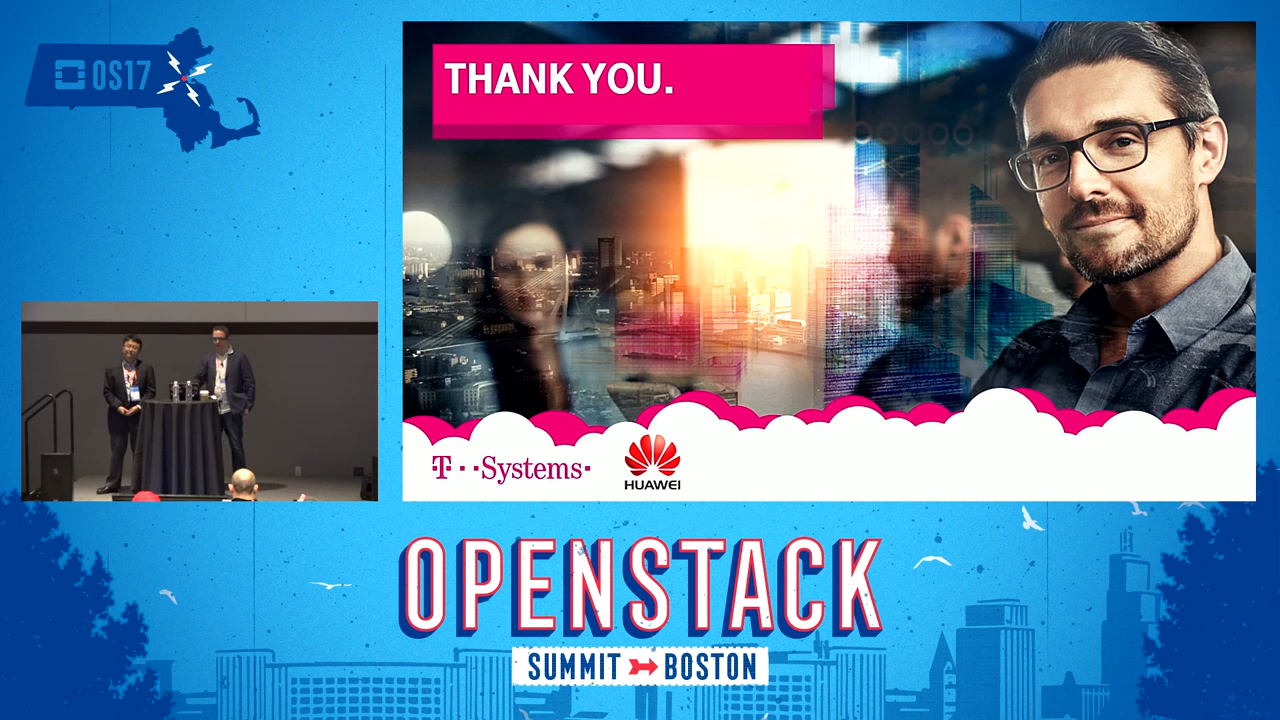 OS17
THANK YOU.
T··Systems·
HUAWEI
OPENSTACK
SUMMIT BOSTON